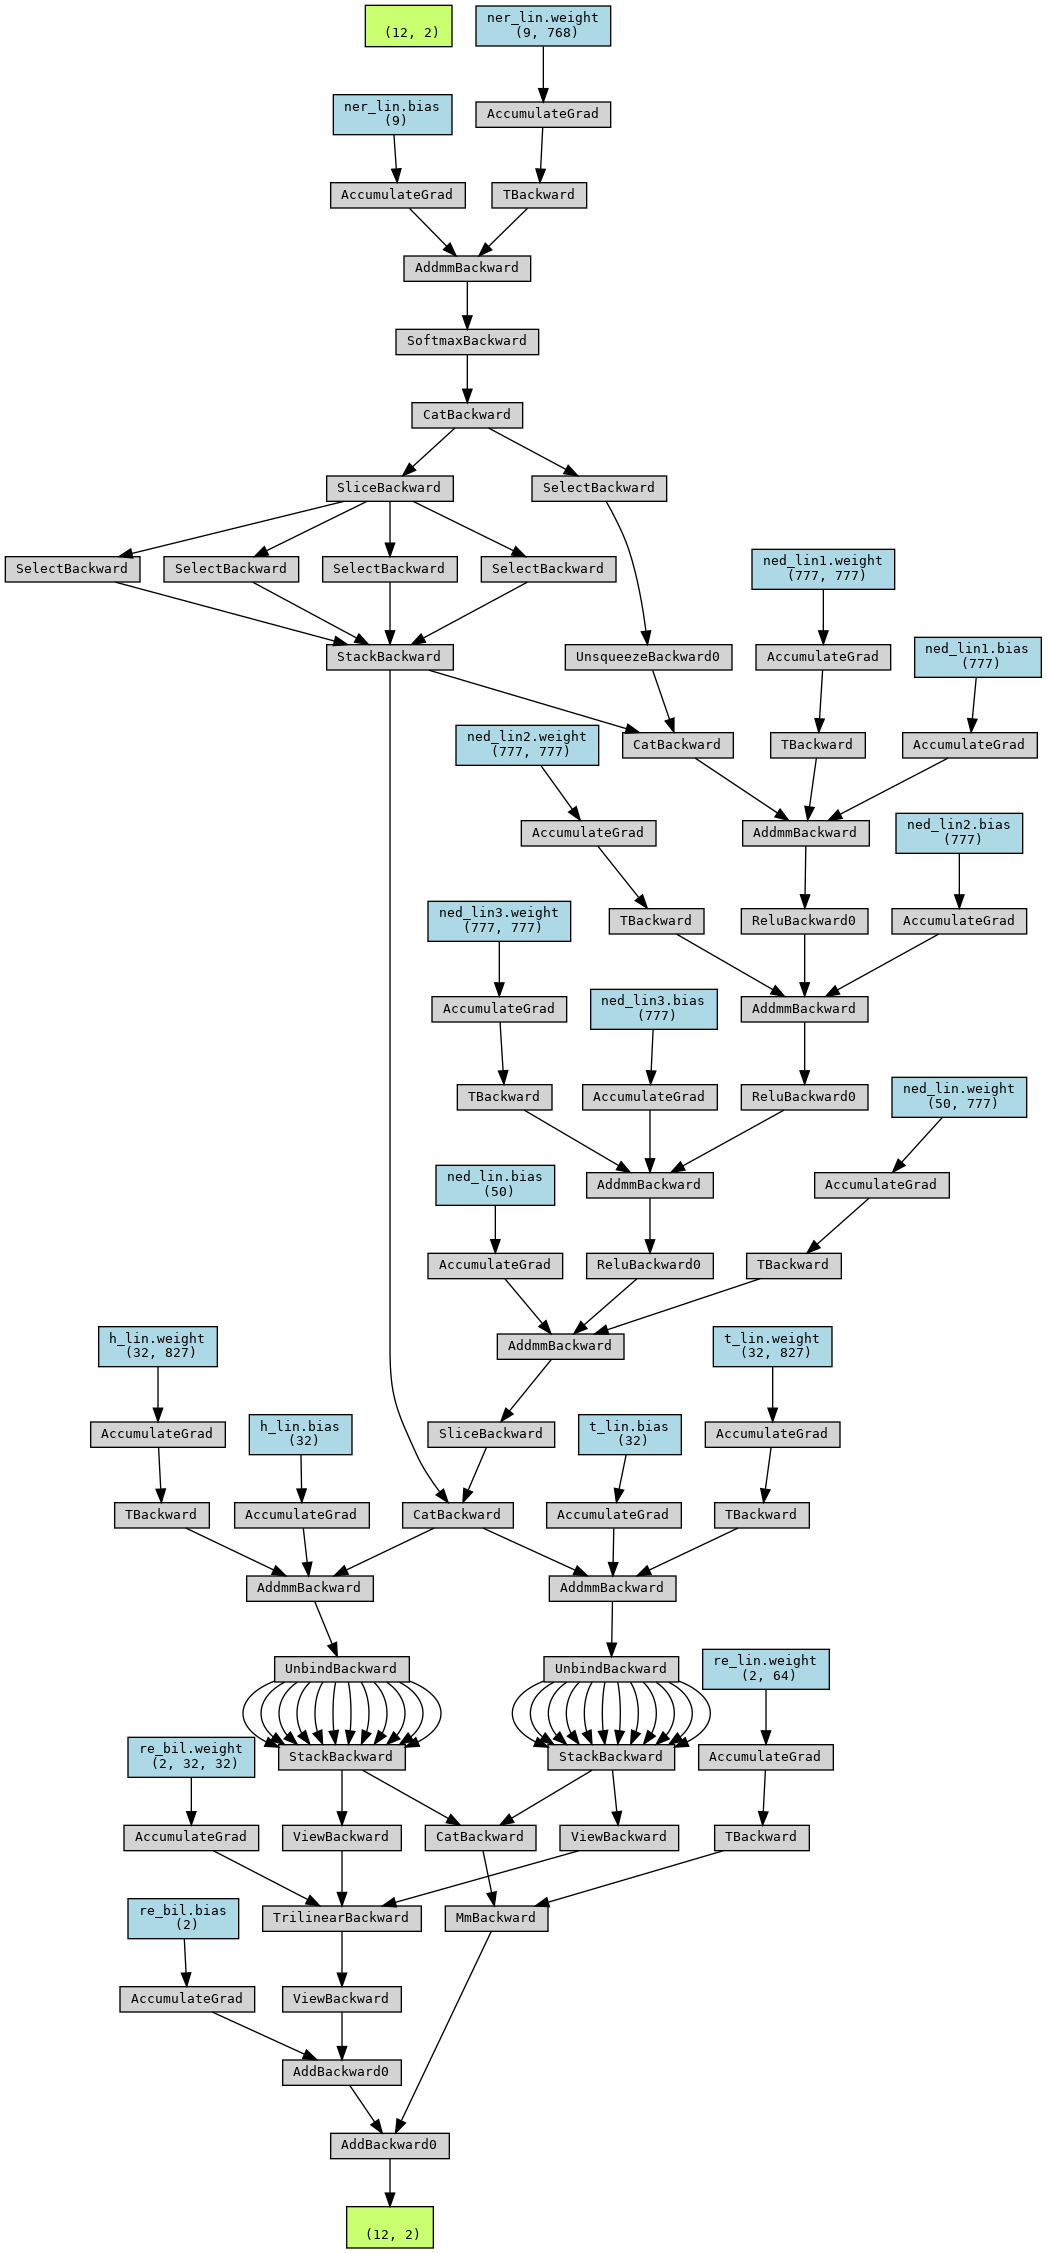 (12, 2)
ner_lin.weight
(9, 768)
ner_lin.bias
(9)
AccumulateGrad
AccumulateGrad
TBackward
AddmmBackward
SoftmaxBackward
CatBackward
SliceBackward
SelectBackward
SelectBackward
SelectBackward
SelectBackward
SelectBackward
ned_lin1.weight
(777, 777)
StackBackward
UnsqueezeBackward0
AccumulateGrad
ned_lin1.bias
(777)
ned_lin2.weight
(777, 777)
CatBackward
TBackward
AccumulateGrad
AccumulateGrad
AddmmBackward
ned_lin2.bias
(777)
ned_lin3.weight
(777, 777)
TBackward
ReluBackward0
AccumulateGrad
AccumulateGrad
ned_lin3.bias
(777)
AddmmBackward
TBackward
AccumulateGrad
ReluBackward0
ned_lin.weight
(50, 777)
ned_lin.bias
(50)
AddmmBackward
AccumulateGrad
AccumulateGrad
ReluBackward0
TBackward
h_lin.weight
(32, 827)
AddmmBackward
t_lin.weight
(32, 827)
AccumulateGrad
h_lin.bias
(32)
SliceBackward
t_lin.bias
(32)
AccumulateGrad
TBackward
AccumulateGrad
CatBackward
AccumulateGrad
TBackward
AddmmBackward
AddmmBackward
UnbindBackward
UnbindBackward
re_lin.weight
(2, 64)
re_bil.weight
(2, 32, 32)
StackBackward
StackBackward
AccumulateGrad
AccumulateGrad
ViewBackward
CatBackward
ViewBackward
TBackward
re_bil.bias
(2)
TrilinearBackward
MmBackward
AccumulateGrad
ViewBackward
AddBackward0
AddBackward0
(12, 2)